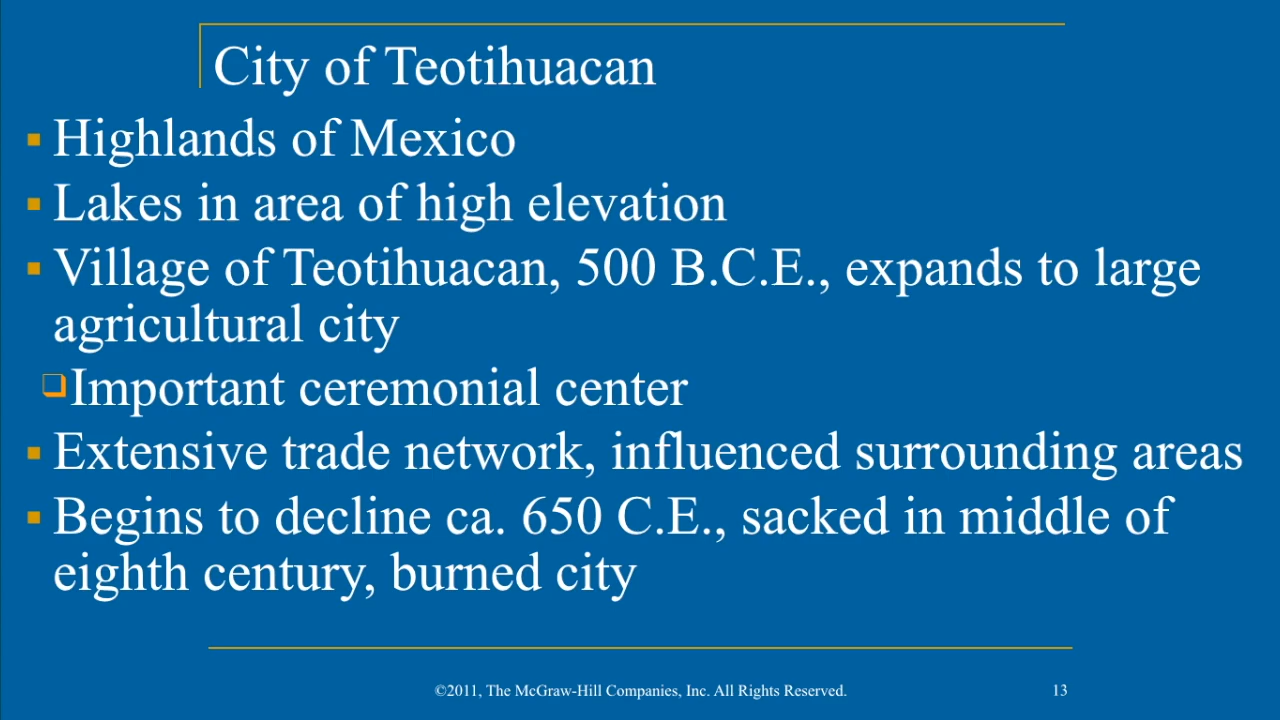 City of Teotihuacan
Highlands of Mexico
Lakes in area of high elevation
Village of Teotihuacan, 500 B.C.E., expands to large
agricultural city
Important ceremonial center
Extensive trade network, influenced surrounding areas
Begins to decline ca. 650 C.E., sacked in middle of
eighth century, burned city
©2011, The McGraw-Hill Companies, Inc. All Rights Reserved.
13